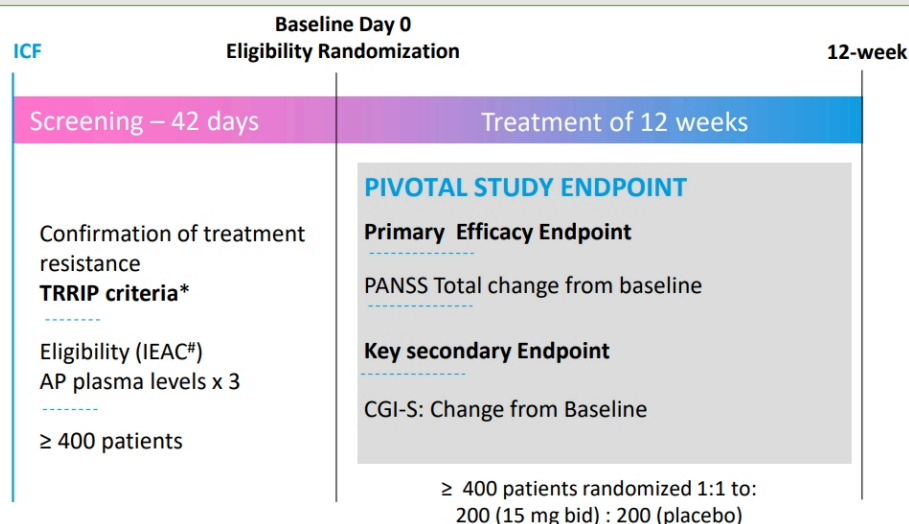 Baseline Day 0
ICF
Eligibility Randomization
12-week
Screening – 42 days
Treatment of 12 weeks
Confirmation of treatment
resistance
TRRIP criteria*
Eligibility (IEAC#)
AP plasma levels x 3
≥ 400 patients
PIVOTAL STUDY ENDPOINT
Primary Efficacy Endpoint
PANSS Total change from baseline
Key secondary Endpoint
CGI-S: Change from Baseline
≥ 400 patients randomized 1:1 to:
200 (15 mg bid) : 200 (placebo)